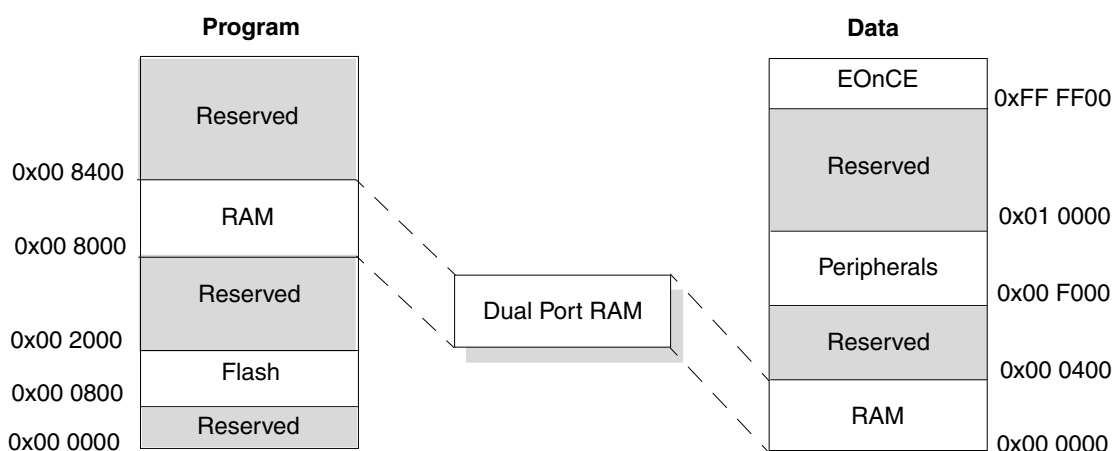 Program
Reserved
0x00 8400
RAM
0x00 8000
Reserved
0x00 2000
Flash
0x00 0800
Reserved
0x00 0000
Dual Port RAM
Data
EOnCE
0xFF FF00
Reserved
0x01 0000
Peripherals
0x00 F000
Reserved
0x00 0400
RAM
0x00 0000